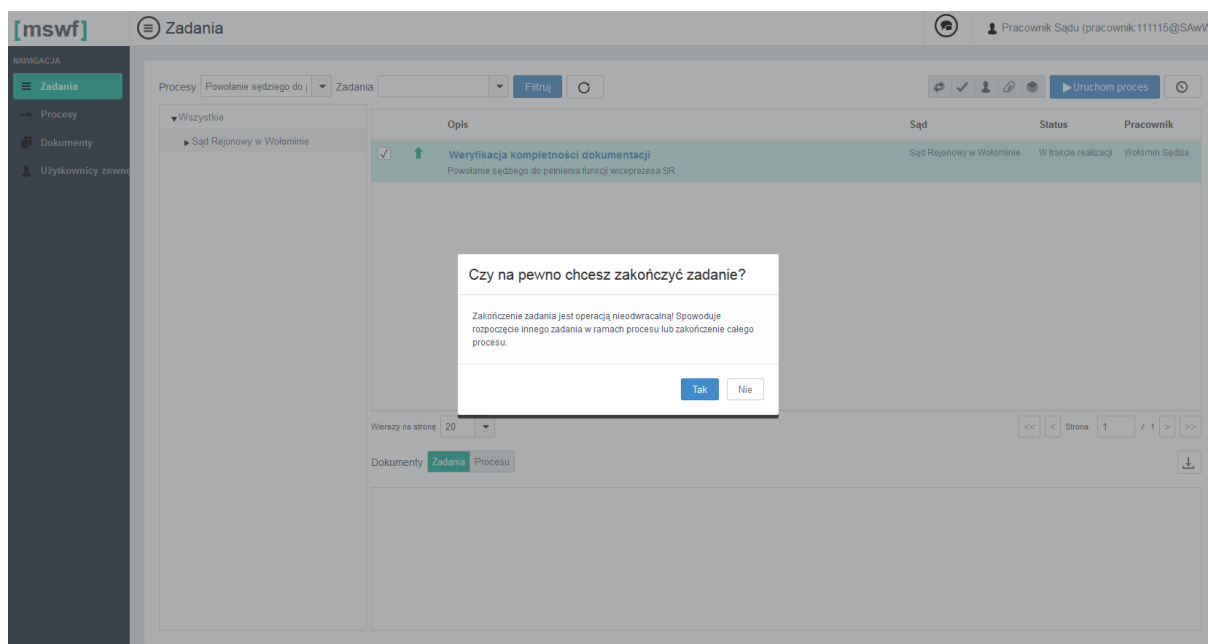 [mswf]
Zadania
Pracownik Sądu (pracownik:111115@SAwW
NAWIGACJA
Zadania
Procesy
Dokumenty
Użytkownicy zewnę
Procesy Powołanie sędziego do Zadania Filtruj
Uruchom proces
Wszystkie
Sąd Rejonowy w Wołominie
Opis Sąd Status Pracownik
Weryfikacja kompletności dokumentacji Sąd Rejonowy w Wołominie W trakcie realizacji Wołomin Sędzia
Powołanie sędziego do pełnienia funkcji wiceprezesa SR
Czy na pewno chcesz zakończyć zadanie?
Zakończenie zadania jest operacją nieodwracalną! Spowoduje
rozpoczęcie innego zadania w ramach procesu lub zakończenie całego
procesu.
Tak Nie
Wierszy na stronę 20 << < Strona: 1 / 1 > >>
Dokumenty Zadania Procesu